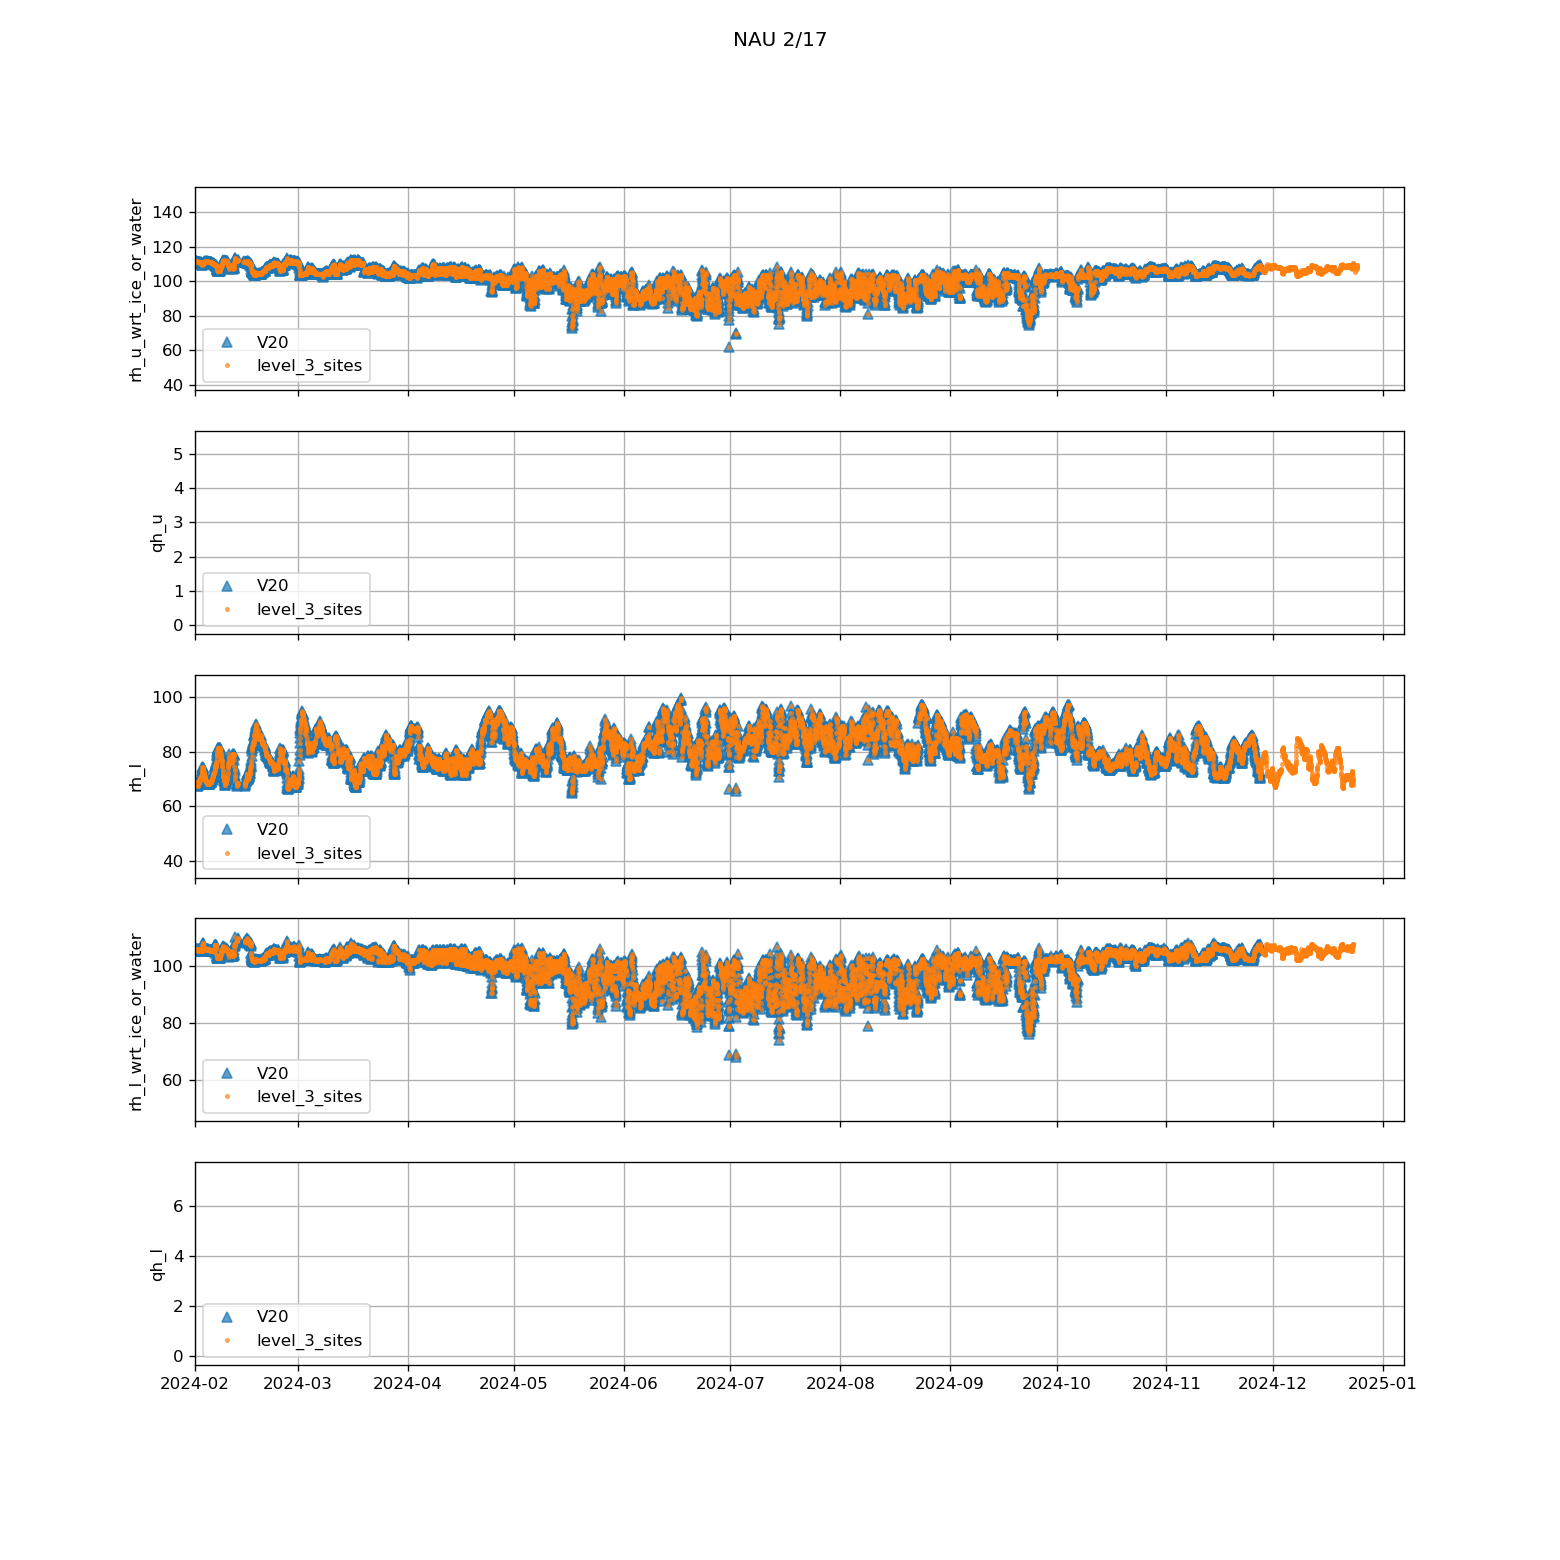 NAU 2/17
rh_u_wrt_ice_or_water
140
120
100
80
60
40
V20
level_3_sites
qh_u
5
4
3
2
1
0
V20
level_3_sites
rh_l
100
80
60
40
V20
level_3_sites
rh_l_wrt_ice_or_water
100
80
60
V20
level_3_sites
qh_l
6
4
2
0
V20
level_3_sites
2024-02 2024-03 2024-04 2024-05 2024-06 2024-07 2024-08 2024-09 2024-10 2024-11 2024-12 2025-01